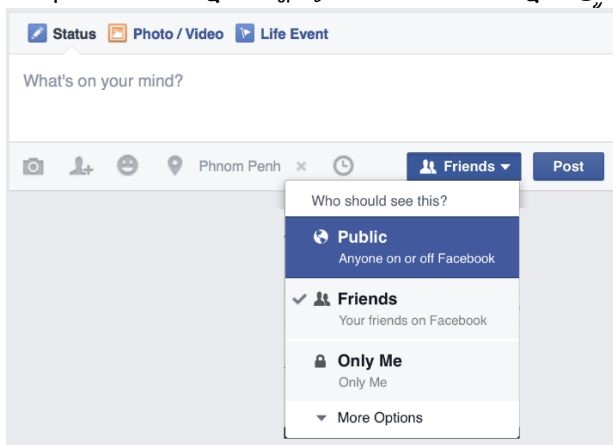 Status Photo / Video Life Event
What's on your mind?
Phnom Penh × Friends Post
Who should see this?
Public
Anyone on or off Facebook
Friends
Your friends on Facebook
Only Me
Only Me
More Options